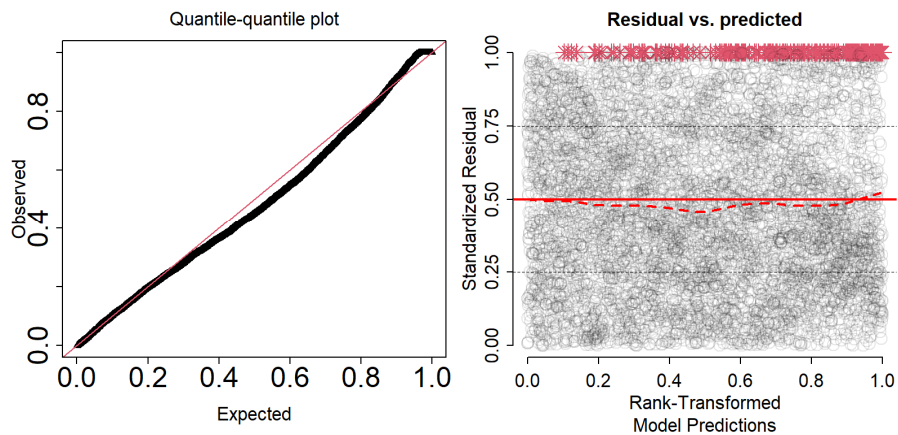 Quantile-quantile plot
Observed
0.0 0.4 0.8
0.0 0.2 0.4 0.6 0.8 1.0
Expected
Residual vs. predicted
Standardized Residual
0.00 0.25 0.50 0.75 1.00
0.0 0.2 0.4 0.6 0.8 1.0
Rank-Transformed
Model Predictions